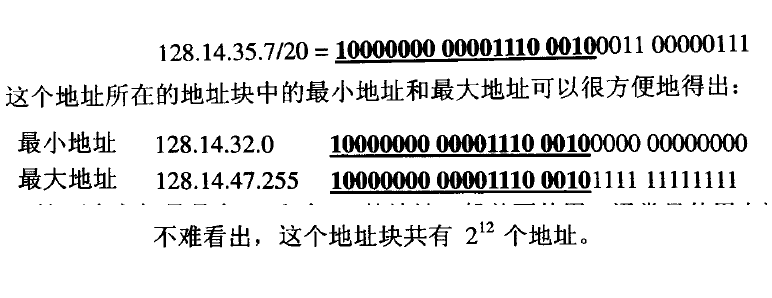 128.14.35.7/20 = 10000000 00001110 00100011 00000111
这个地址所在的地址块中的最小地址和最大地址可以很方便地得出：
最小地址 128.14.32.0 10000000 00001110 00100000 00000000
最大地址 128.14.47.255 10000000 00001110 00101111 11111111
不难看出，这个地址块共有 2¹² 个地址。